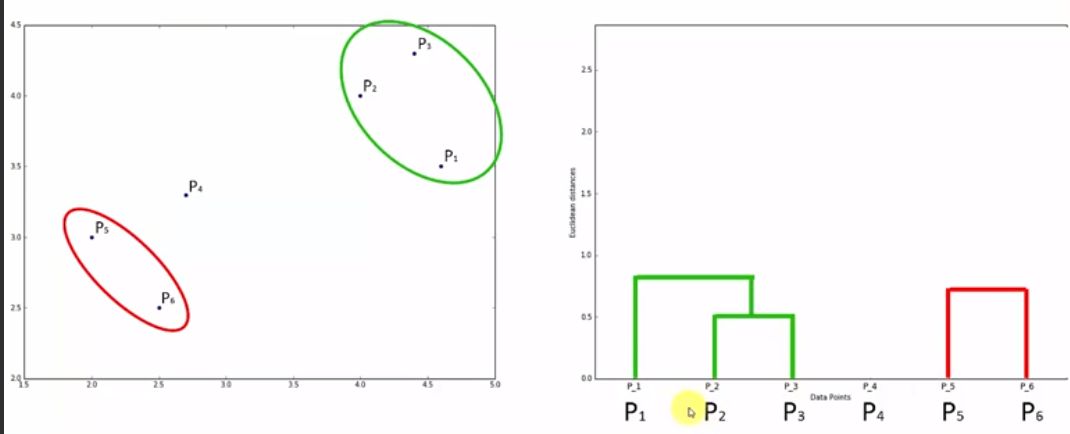 4.5
4.0
3.5
3.0
2.5
2.0
1.5
2.0
2.5
3.0
3.5
4.0
4.5
5.0
P3
P2
P1
P4
P5
P6
2.5
2.0
1.5
1.0
0.5
0.0
Euclidean distances
P_1 P_2 P_3 P_4 P_5 P_6
Data Points
P1 P2 P3 P4 P5 P6